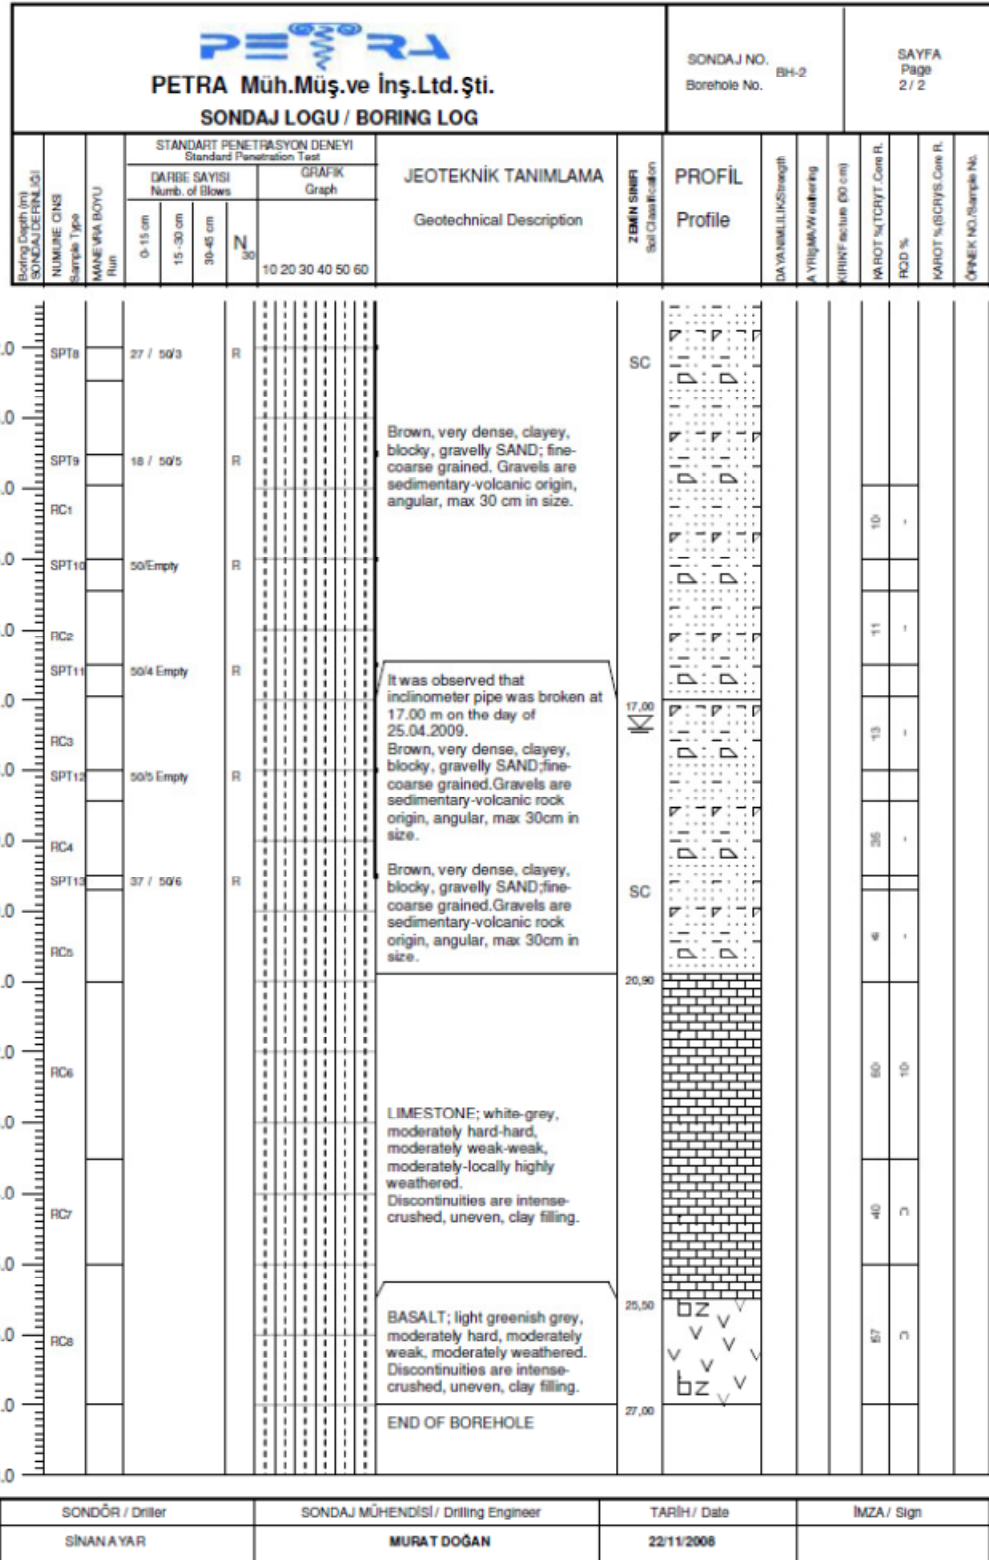 PETRA
PETRA Müh.Müş.ve İnş.Ltd.Şti.
SONDAJ LOGU / BORING LOG
SONDAJ NO.
Borehole No.
BH-2
SAYFA
Page
2 / 2
Boring Depth (m)
SONDAJ DERİNLİĞİ
NUMUNE CİNS
Sample Type
MANEVRA BOYU
Run
STANDART PENETRASYON DENEYI
Standard Penetration Test
DARBE SAYISI
Numb. of Blows
GRAFIK
Graph
0-15 cm
15 -30 cm
30-45 cm
N30
10 20 30 40 50 60
JEOTEKNİK TANIMLAMA
Geotechnical Description
ZEMİN SINIFI
Soil Classification
PROFİL
Profile
DAYANIMLILIK/Strength
AYRIŞMA/Weathering
KIRIK/Fracture (30 cm)
KAROT %(TCR)/T.Core R.
RQD %
KAROT %(SCR)/S.Core R.
ÖRNEK NO./Sample No.
SPT8 27 / 50/3 R
SC
Brown, very dense, clayey,
blocky, gravelly SAND; fine-
coarse grained. Gravels are
sedimentary-volcanic origin,
angular, max 30 cm in size.
SPT9 18 / 50/5 R
RC1 10 -
SPT10 50/Empty R
RC2 11 -
SPT11 50/4 Empty R
It was observed that
inclinometer pipe was broken at
17.00 m on the day of
25.04.2009.
17,00
Brown, very dense, clayey,
blocky, gravelly SAND;fine-
coarse grained.Gravels are
sedimentary-volcanic rock
origin, angular, max 30cm in
size.
RC3 13 -
SPT12 50/5 Empty R
RC4 -
SPT13 37 / 50/6 R
Brown, very dense, clayey,
blocky, gravelly SAND;fine-
coarse grained.Gravels are
sedimentary-volcanic rock
origin, angular, max 30cm in
size.
SC
RC5 -
20,90
RC6 10
LIMESTONE; white-grey,
moderately hard-hard,
moderately weak-weak,
moderately-locally highly
weathered.
Discontinuities are intense-
crushed, uneven, clay filling.
RC7 40
25,50
BASALT; light greenish grey,
moderately hard, moderately
weak, moderately weathered.
Discontinuities are intense-
crushed, uneven, clay filling.
RC8
27,00
END OF BOREHOLE
SONDÖR / Driller
SONDAJ MÜHENDİSİ / Drilling Engineer
TARİH / Date
İMZA / Sign
SİNAN AYAR
MURAT DOĞAN
22/11/2008